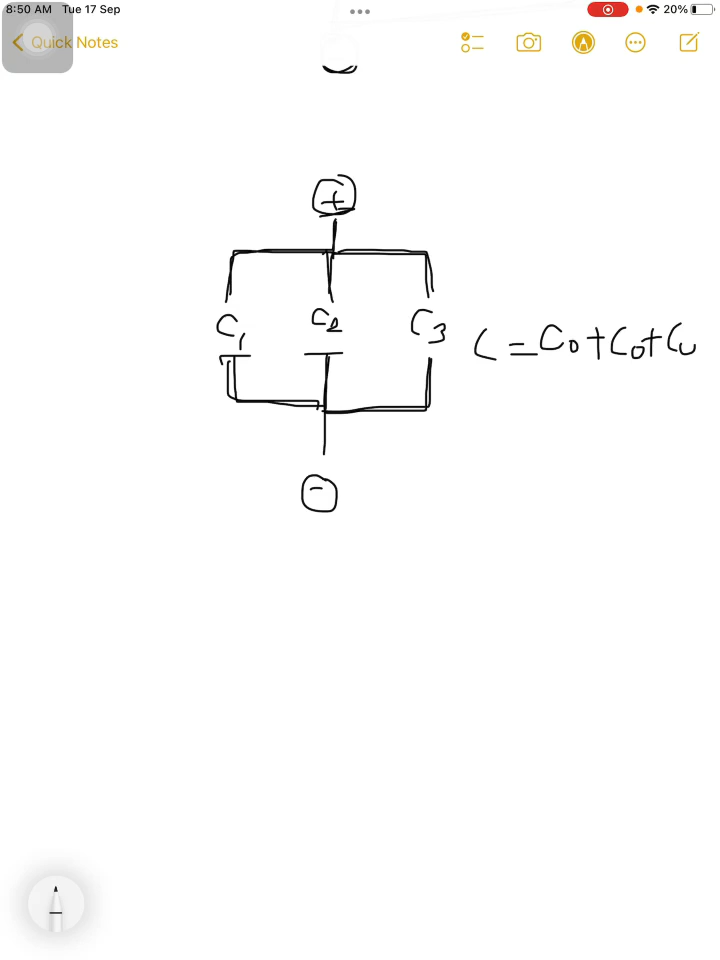 8:50 AM Tue 17 Sep 20%
Quick Notes
+
C1 C2 C3
C = C0 + C0 + C0
-